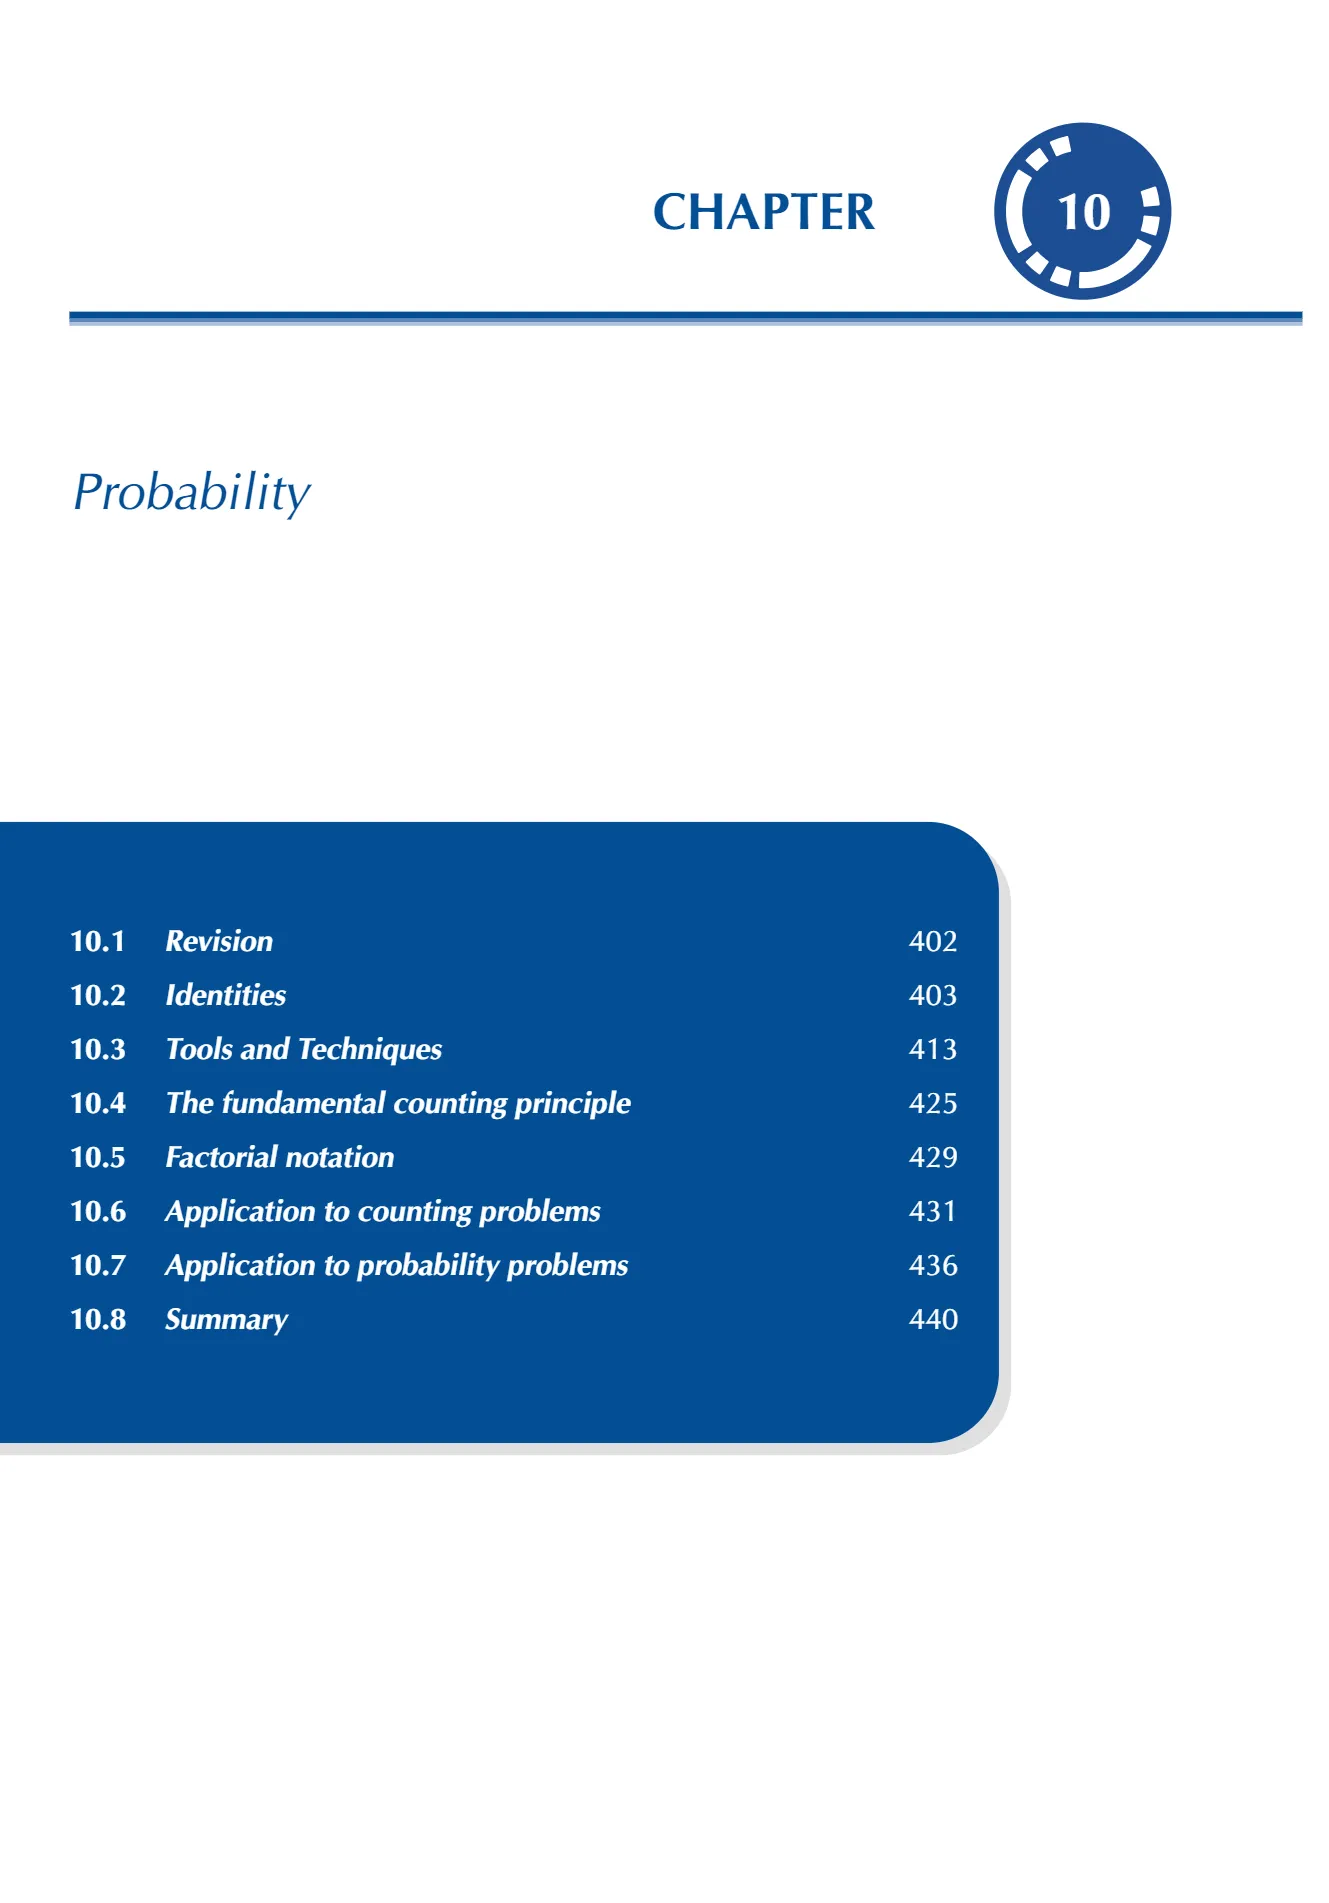 CHAPTER 10
Probability
10.1 Revision 402
10.2 Identities 403
10.3 Tools and Techniques 413
10.4 The fundamental counting principle 425
10.5 Factorial notation 429
10.6 Application to counting problems 431
10.7 Application to probability problems 436
10.8 Summary 440